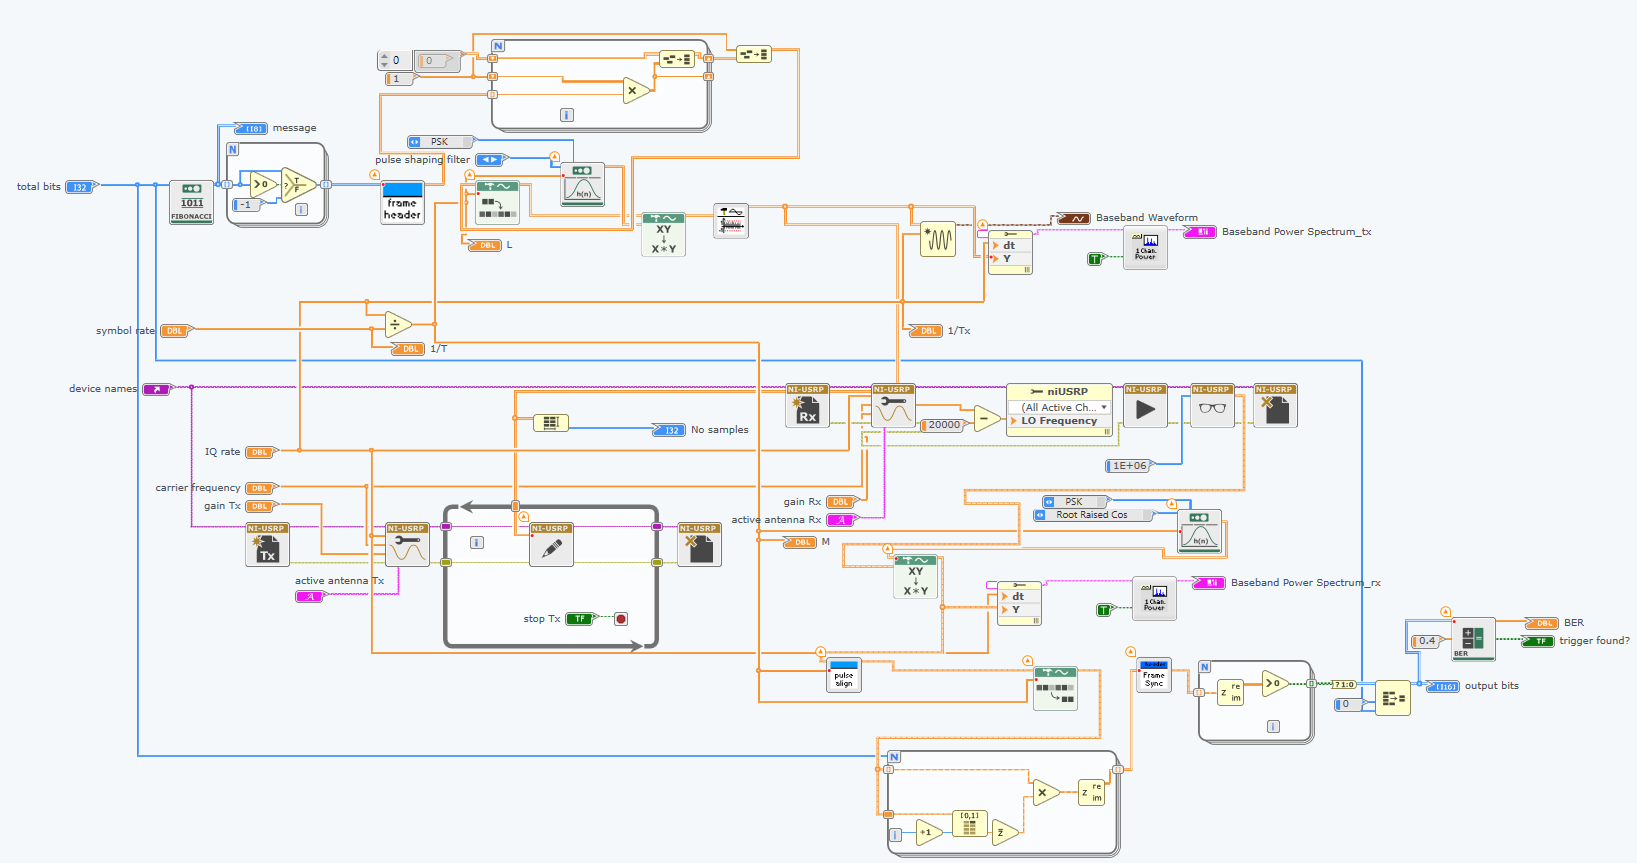 N
0
0
1
×
i
[I8] message
PSK
N
pulse shaping filter
total bits I32
>0
?
T
F
-1
i
1011
FIBONACCI
frame
header
h(n)
XY
X*Y
DBL L
Baseband Waveform
Baseband Power Spectrum_tx
dt
Y
1 Chan.
Power
T
symbol rate DBL
÷
DBL 1/T
DBL 1/Tx
device names
NI-USRP
Rx
NI-USRP
niUSRP
(All Active Ch...
LO Frequency
NI-USRP
NI-USRP
NI-USRP
20000
−
I32 No samples
IQ rate DBL
1E+06
carrier frequency DBL
gain Tx DBL
gain Rx DBL
active antenna Rx
PSK
Root Raised Cos
h(n)
NI-USRP
Tx
NI-USRP
i
NI-USRP
NI-USRP
DBL M
active antenna Tx
XY
X*Y
dt
Y
1 Chan.
Power
T
Baseband Power Spectrum_rx
stop Tx TF
0.4
BER
DBL BER
TF trigger found?
pulse
align
header
Frame
Sync
N
z
re
im
>0
i
? 1:0
0
[I16] output bits
N
×
z
re
im
i
+1
[0,1]
z̄